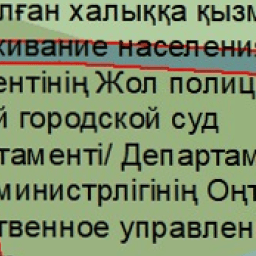 лған халыққа қызм
живание населения
ентінің Жол полиц
й городской суд
таменті/ Департам
министрлігінің Оңт
твенное управлен